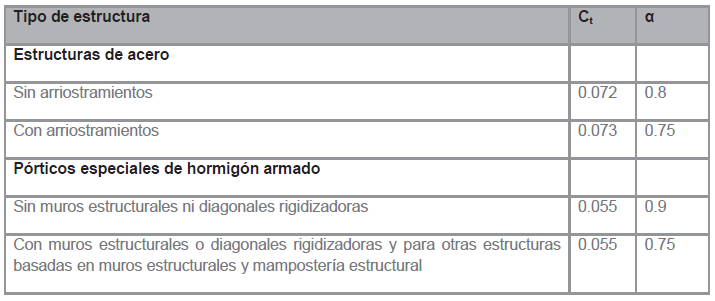 Tipo de estructura Ct α
Estructuras de acero
Sin arriostramientos 0.072 0.8
Con arriostramientos 0.073 0.75
Pórticos especiales de hormigón armado
Sin muros estructurales ni diagonales rigidizadoras 0.055 0.9
Con muros estructurales o diagonales rigidizadoras y para otras estructuras 0.055 0.75
basadas en muros estructurales y mampostería estructural